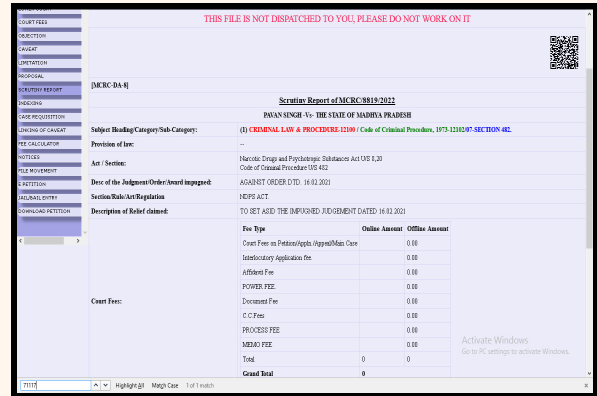 THIS FILE IS NOT DISPATCHED TO YOU, PLEASE DO NOT WORK ON IT
COURT FEES
OBJECTION
CAVEAT
LIMITATION
PROPOSAL
SCRUTINY REPORT
INDEXING
CASE REQUISITION
LINKING OF CAVEAT
FEE CALCULATOR
NOTICES
FILE MOVEMENT
E PETITION
JAIL/BAIL ENTRY
DOWNLOAD PETITION
[MCRC-DA-8]
Scrutiny Report of MCRC/8819/2022
PAVAN SINGH -Vs- THE STATE OF MADHYA PRADESH
Subject Heading/Category/Sub-Category: (1) CRIMINAL LAW & PROCEDURE-12100 / Code of Criminal Procedure, 1973-12102/07-SECTION 482.
Provision of law: --
Act / Section: Narcotic Drugs and Psychotropic Substances Act U/S 8,20
Code of Criminal Procedure U/S 482
Desc of the Judgment/Order/Award impugned: AGAINST ORDER DTD. 16.02.2021
Section/Rule/Art/Regulation NDPS ACT.
Description of Relief claimed: TO SET ASID THE IMPUGNED JUDGEMENT DATED 16.02.2021
Court Fees:
Fee Type Online Amount Offline Amount
Court Fees on Petition/Appln./Appeal/Main Case 0.00
Interlocutory Application fee. 0.00
Affidavit Fee 0.00
POWER FEE. 0.00
Document Fee 0.00
C.C.Fees 0.00
PROCESS FEE 0.00
MEMO FEE 0.00
Total 0 0
Grand Total 0
Activate Windows
Go to PC settings to activate Windows.
71117 Highlight All Match Case 1 of 1 match